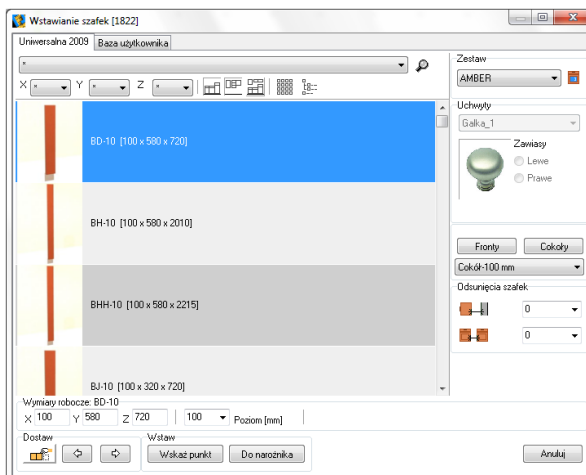 Wstawianie szafek [1822]
Uniwersalna 2009
Baza użytkownika
*
X * Y * Z *
BD-10 [100 x 580 x 720]
BH-10 [100 x 580 x 2010]
BHH-10 [100 x 580 x 2215]
BJ-10 [100 x 320 x 720]
Zestaw
AMBER
Uchwyty
Gałka_1
Zawiasy
Lewe
Prawe
Fronty Cokoły
Cokół-100 mm
Odsunięcia szafek
0
0
Wymiary robocze: BD-10
X 100 Y 580 Z 720 100 Poziom [mm]
Dostaw
Wstaw
Wskaż punkt Do narożnika
Anuluj